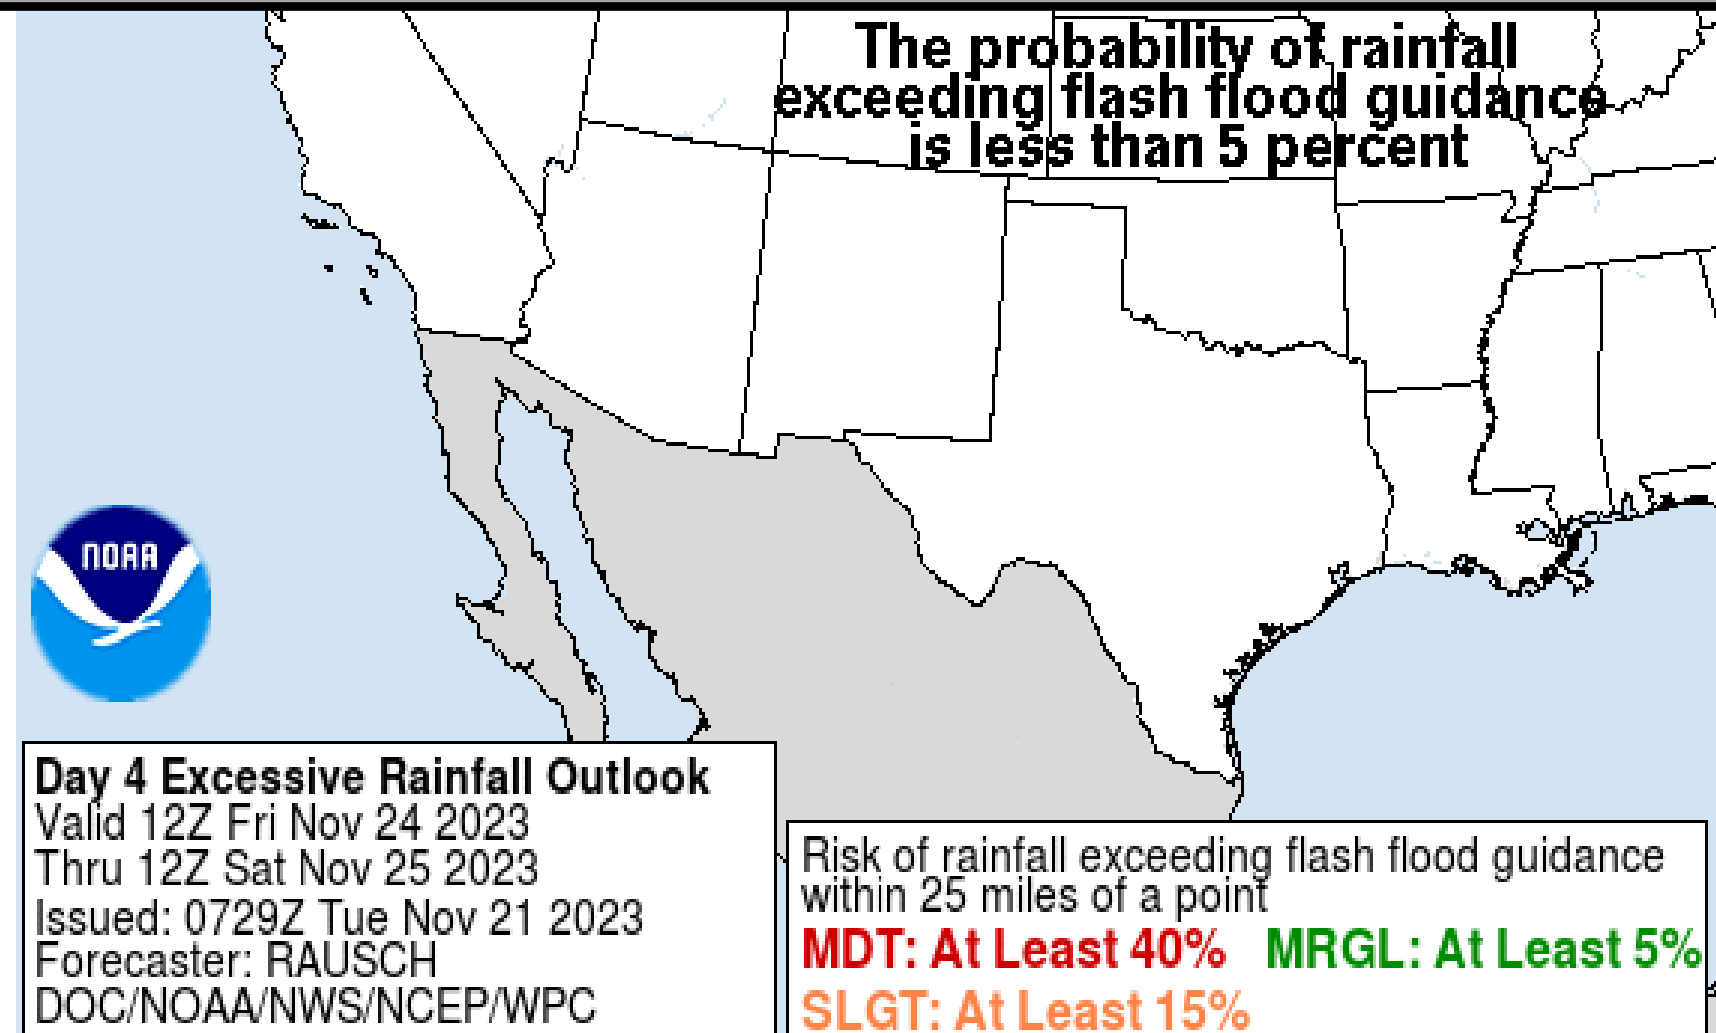 The probability of rainfall
exceeding flash flood guidance
is less than 5 percent
NOAA
Day 4 Excessive Rainfall Outlook
Valid 12Z Fri Nov 24 2023
Thru 12Z Sat Nov 25 2023
Issued: 0729Z Tue Nov 21 2023
Forecaster: RAUSCH
DOC/NOAA/NWS/NCEP/WPC
Risk of rainfall exceeding flash flood guidance
within 25 miles of a point
MDT: At Least 40% MRGL: At Least 5%
SLGT: At Least 15%